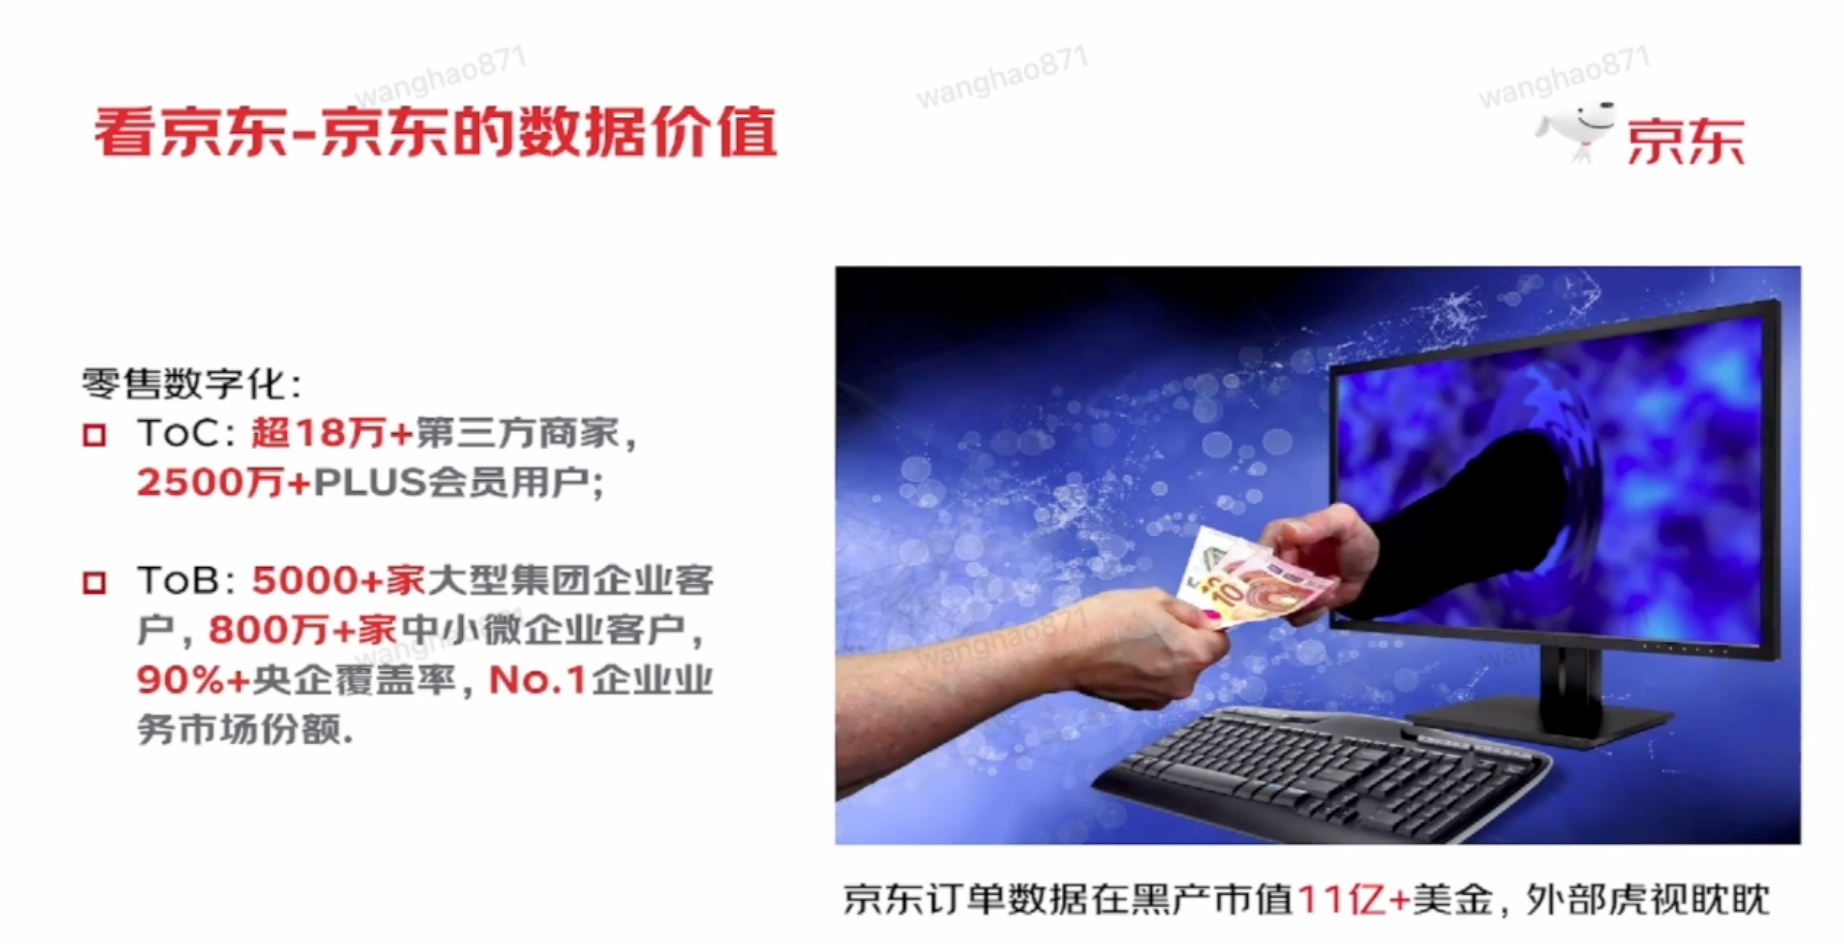 wanghao871
wanghao871
wanghao871
看京东-京东的数据价值
京东
零售数字化：
ToC：超18万+第三方商家，
2500万+PLUS会员用户；
ToB：5000+家大型集团企业客
户，800万+家中小微企业客户，
90%+央企覆盖率，No.1企业业
务市场份额.
10
wanghao871
wanghao871
京东订单数据在黑产市值11亿+美金，外部虎视眈眈